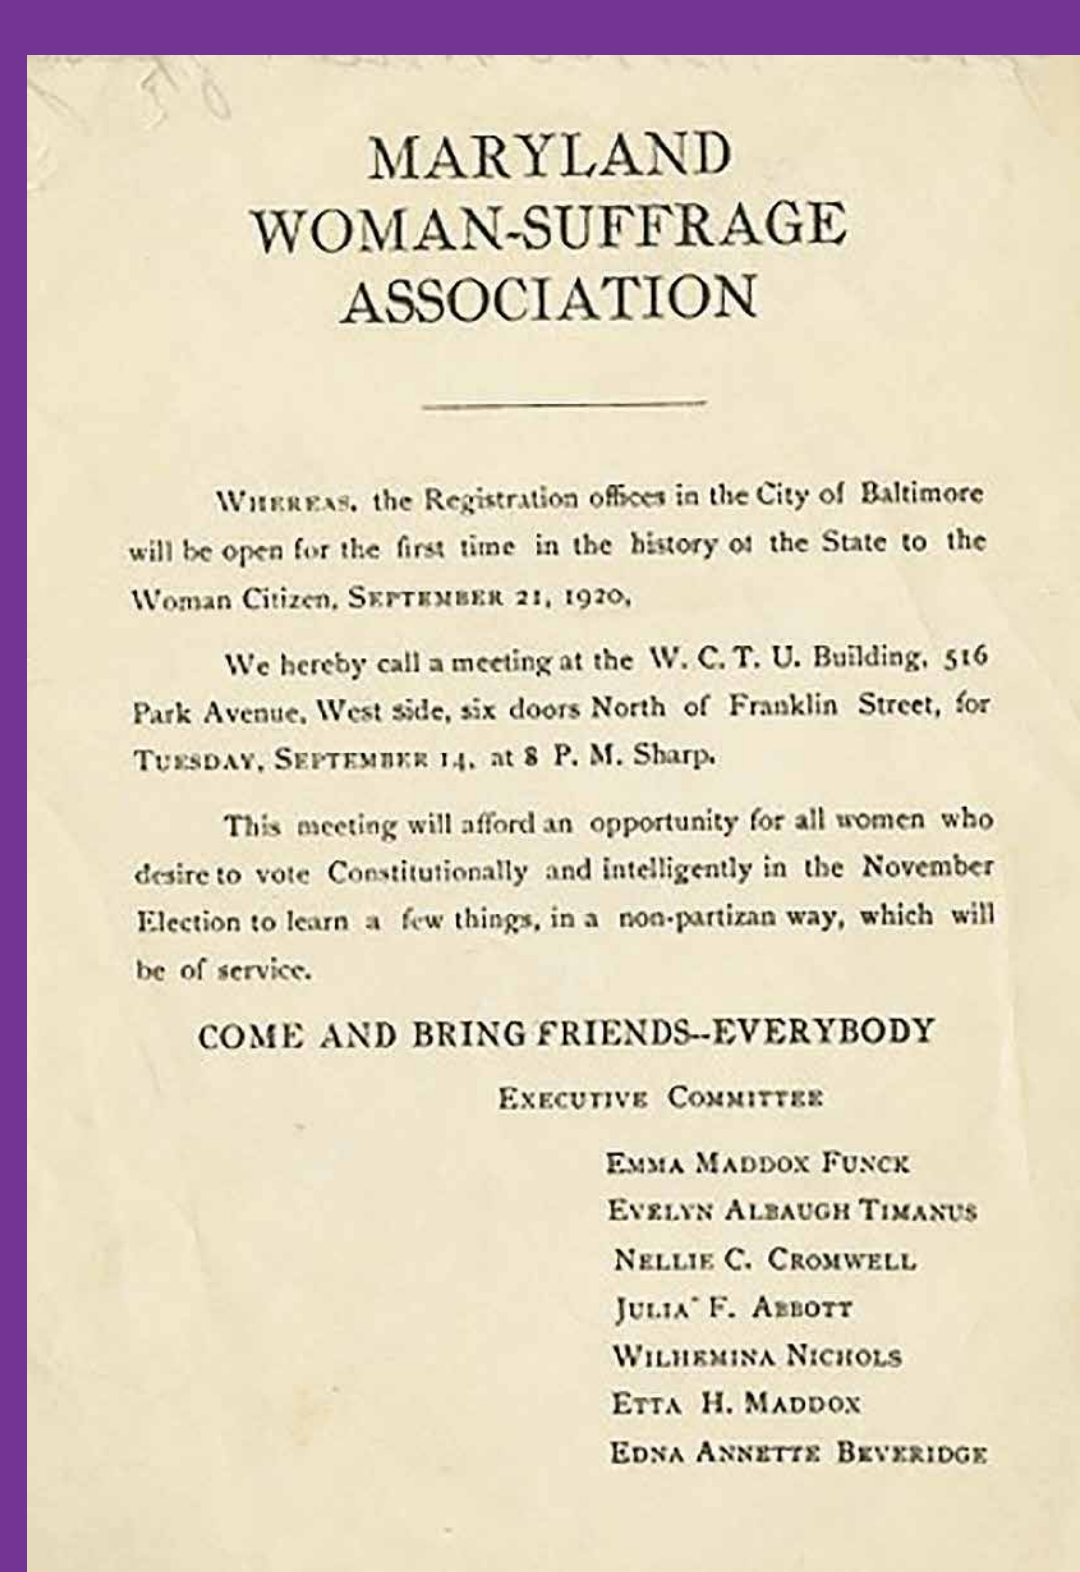 MARYLAND
WOMAN-SUFFRAGE
ASSOCIATION
WHEREAS, the Registration offices in the City of Baltimore
will be open for the first time in the history of the State to the
Woman Citizen, SEPTEMBER 21, 1920,
We hereby call a meeting at the W. C. T. U. Building, 516
Park Avenue, West side, six doors North of Franklin Street, for
TUESDAY, SEPTEMBER 14, at 8 P. M. Sharp.
This meeting will afford an opportunity for all women who
desire to vote Constitutionally and intelligently in the November
Election to learn a few things, in a non-partizan way, which will
be of service.
COME AND BRING FRIENDS--EVERYBODY
EXECUTIVE COMMITTEE
EMMA MADDOX FUNCK
EVELYN ALBAUGH TIMANUS
NELLIE C. CROMWELL
JULIA F. ABBOTT
WILHEMINA NICHOLS
ETTA H. MADDOX
EDNA ANNETTE BEVERIDGE